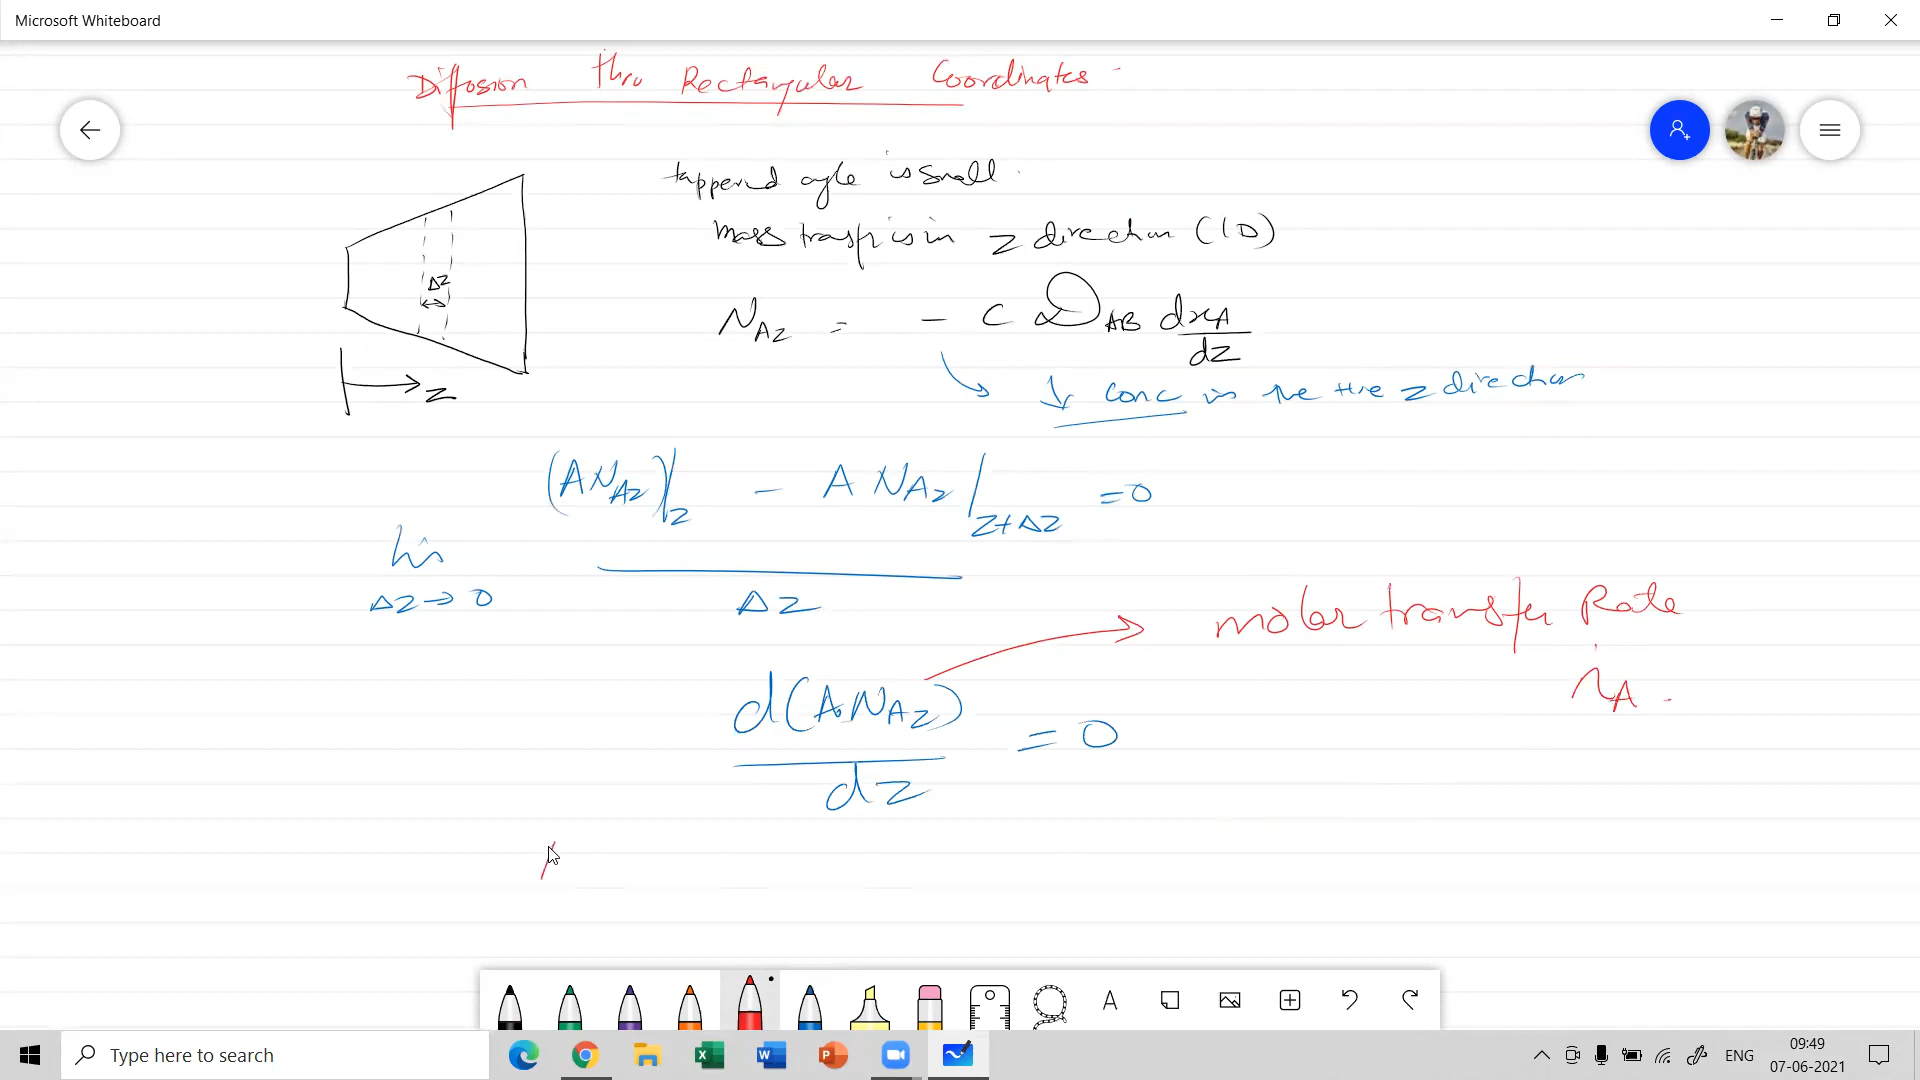 Microsoft Whiteboard
Diffusion thru Rectangular Coordinates
tappered angle is small.
mass transfr is in z direction (1D)
ΔZ
N_AZ = - C D_AB dx_A/dz
Z
↓ conc in the +ve z direction
(A N_AZ)|_Z - A N_AZ|_Z+ΔZ = 0
lim ΔZ→0
ΔZ
molar transfer Rate
ṅ_A.
d(A N_AZ)/dz = 0
A
Type here to search
ENG
09:49
07-06-2021